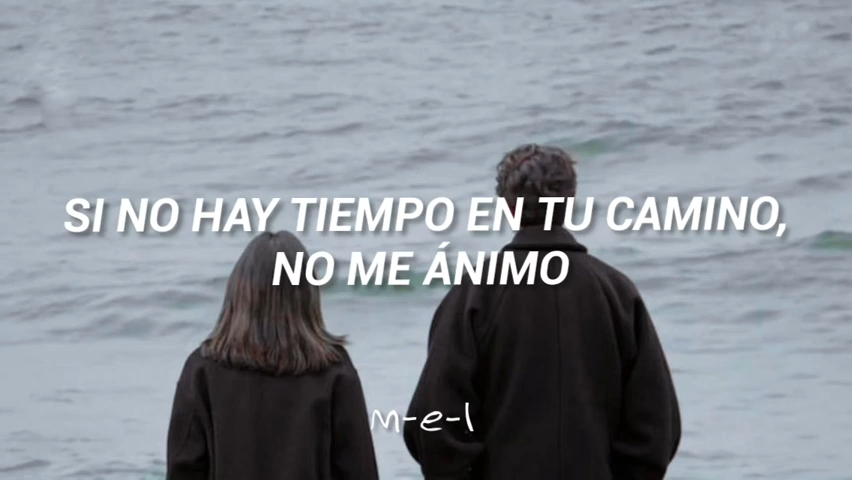 SI NO HAY TIEMPO EN TU CAMINO,
NO ME ÁNIMO
m-e-l